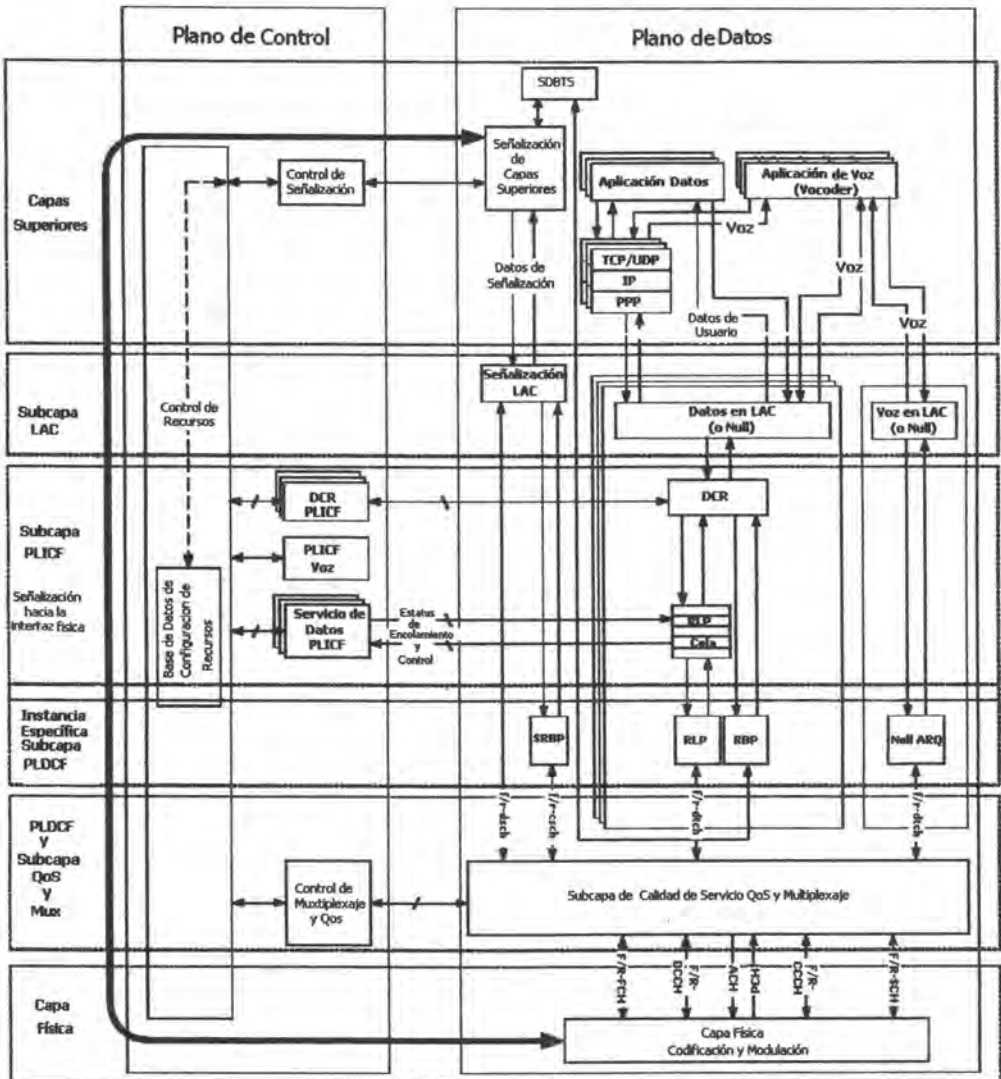 Plano de Control
Plano de Datos
SDBTS
Señalización
de
Capas
Superiores
Control de
Señalización
Aplicación Datos
Aplicación de Voz
(Vocoder)
Capas
Superiores
Voz
TCP/UDP
IP
PPP
Datos de
Señalización
Voz
Datos de
Usuario
Voz
Señalización
LAC
Subcapa
LAC
Control de
Recursos
Datos en LAC
(o Null)
Voz en LAC
(o Null)
DCR
PLICF
DCR
Subcapa
PLICF
PLICF
Voz
Señalización
hacia la
Interfaz física
Base de Datos de
Configuracion de
Recursos
Servicio de
Datos
PLICF
Estatus
de
Encolamiento
y
Control
RLP
Cola
Instancia
Específica
Subcapa
PLDCF
SRBP
RLP
RBP
Null ARQ
f/r-dsch
f/r-csch
f/r-dtch
f/r-dtch
PLDCF
y
Subcapa
QoS
y
Mux
Control de
Muxtiplexaje
y Qos
Subcapa de Calidad de Servicio QoS y Multiplexaje
F/R-FCH
F/R-
DCCH
ACH
PCH
F/R-
CCCH
F/R-SCH
Capa
Física
Capa Física
Codificación y Modulación